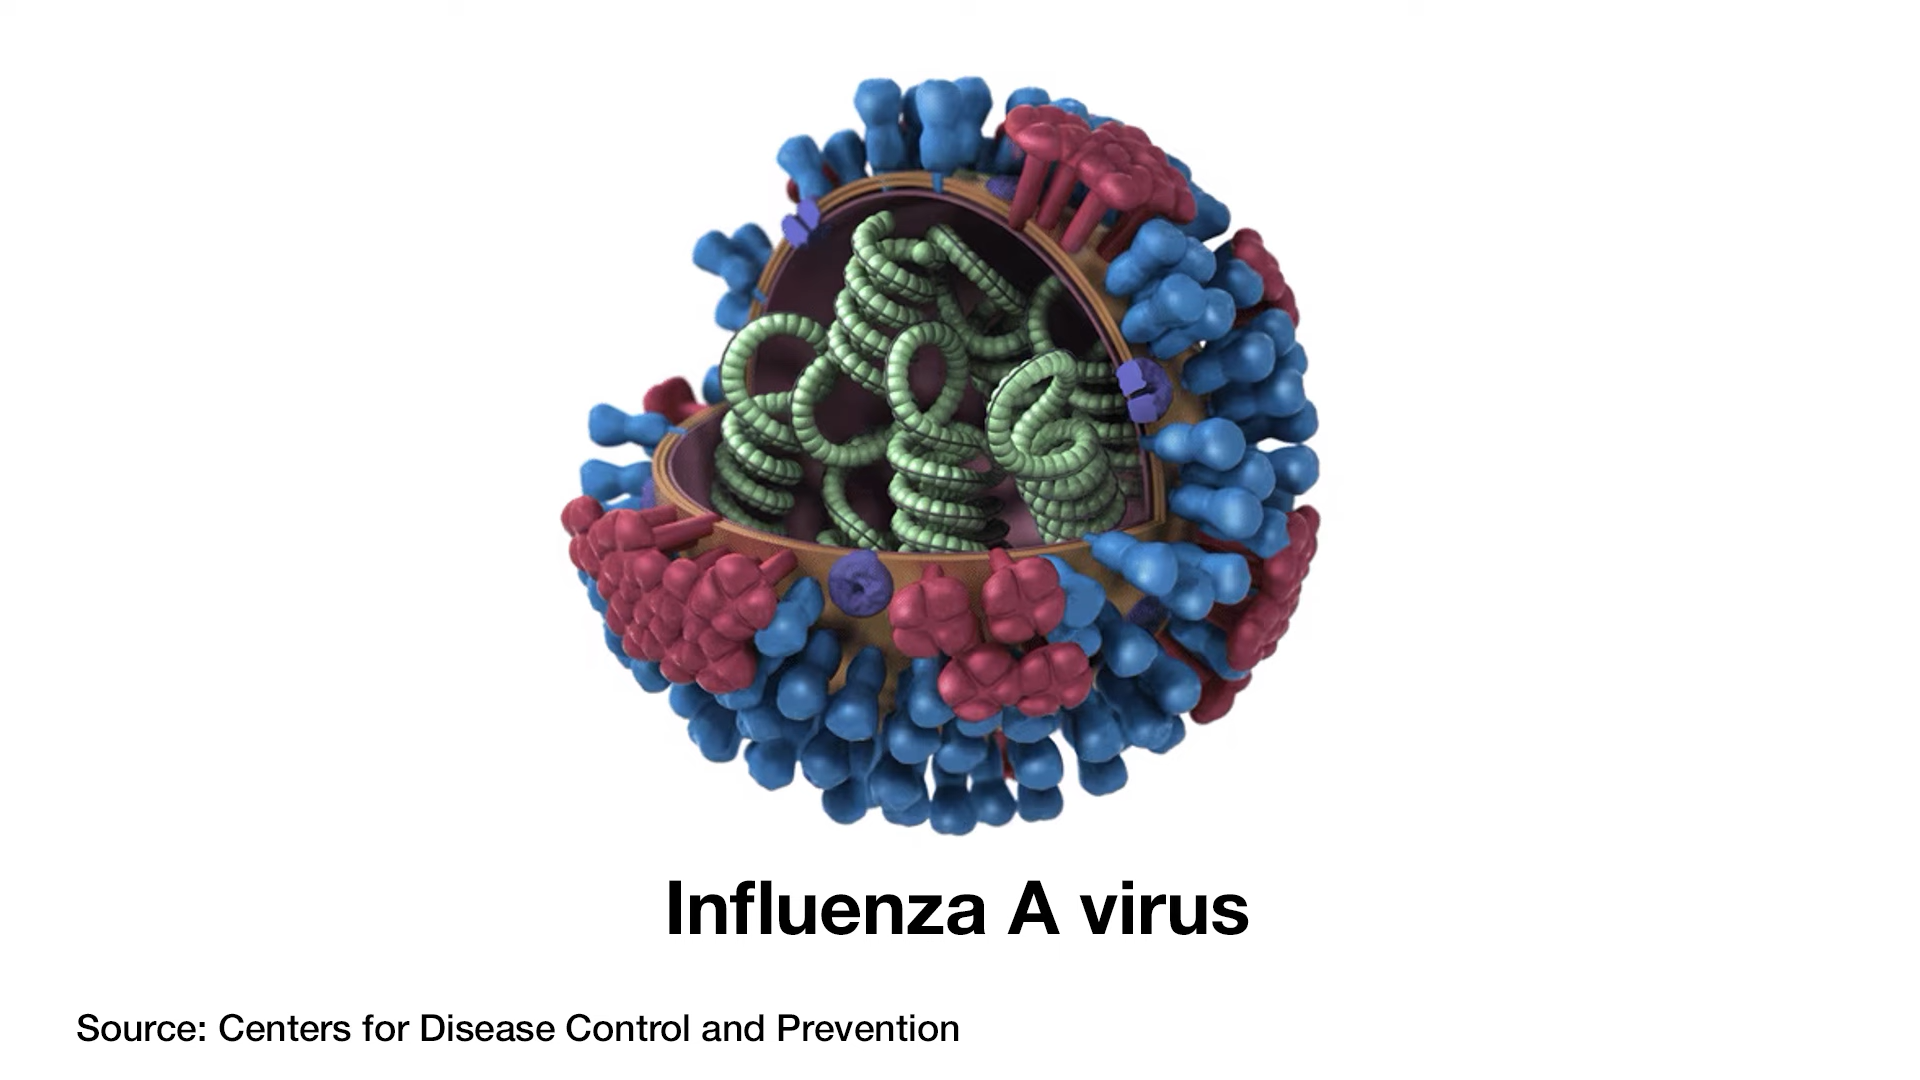 Influenza A virus
Source: Centers for Disease Control and Prevention